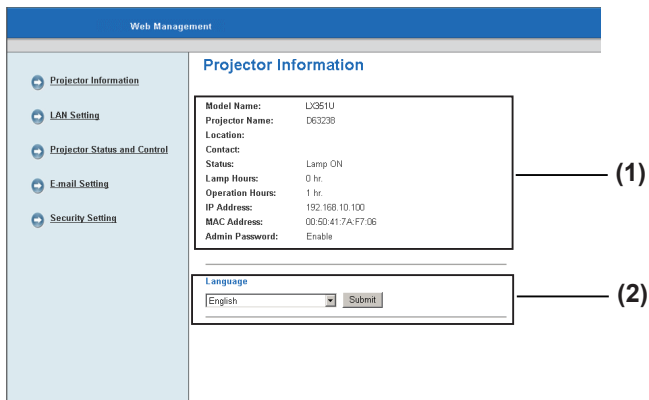 Web Management
Projector Information
LAN Setting
Projector Status and Control
E-mail Setting
Security Setting
Projector Information
Model Name: LX351U
Projector Name: D63238
Location:
Contact:
Status: Lamp ON
Lamp Hours: 0 hr.
Operation Hours: 1 hr.
IP Address: 192.168.10.100
MAC Address: 00:50:41:7A:F7:06
Admin Password: Enable
(1)
Language
English Submit
(2)